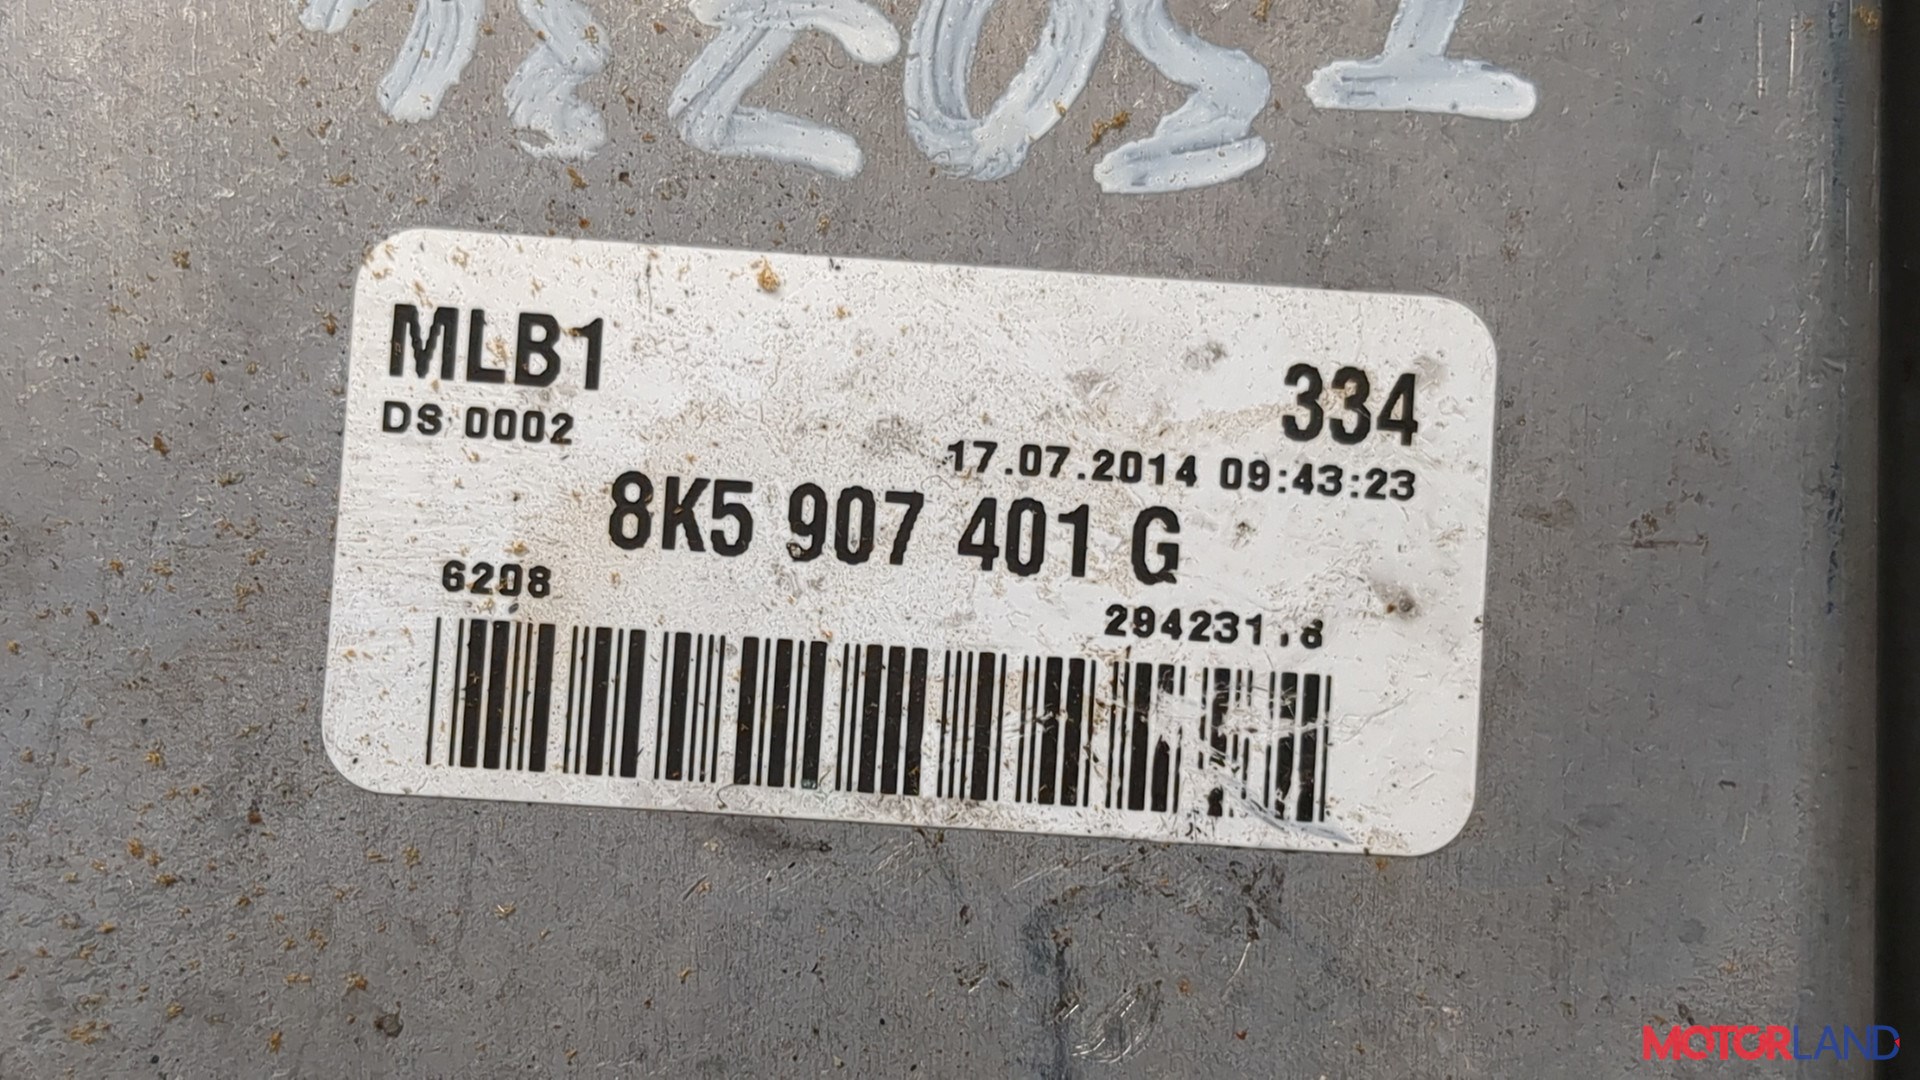 MLB1
334
DS 0002
17.07.2014 09:43:23
8K5 907 401 G
6208
MOTORLAND